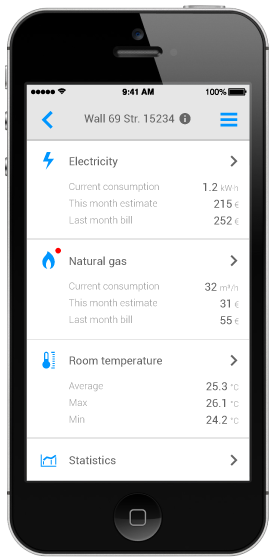 9:41 AM 100%
Wall 69 Str. 15234
Electricity
Current consumption 1.2 kWh
This month estimate 215 €
Last month bill 252 €
Natural gas
Current consumption 32 m³/h
This month estimate 31 €
Last month bill 55 €
Room temperature
Average 25.3 °C
Max 26.1 °C
Min 24.2 °C
Statistics